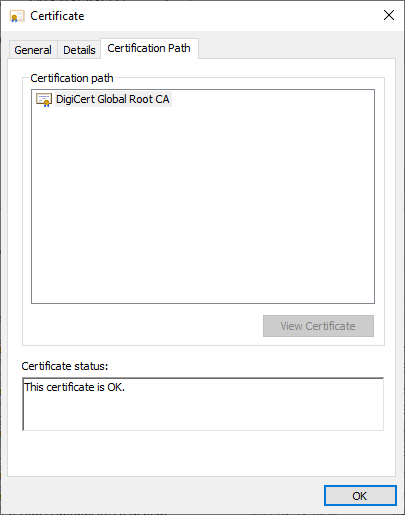 Certificate
General
Details
Certification Path
Certification path
DigiCert Global Root CA
View Certificate
Certificate status:
This certificate is OK.
OK